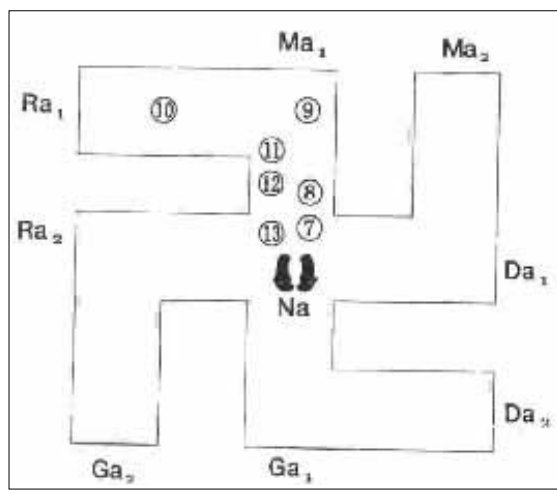 Ma₁ Ma₂
Ra₁ ⑩ ⑨
⑪
⑫ ⑧
Ra₂ ⑬ ⑦
Da₁
Na
Da₂
Ga₂ Ga₁